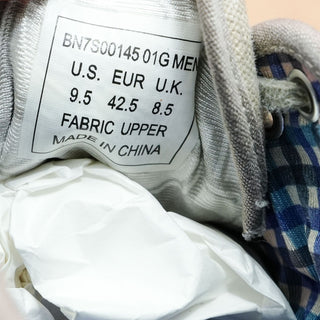 BN7S00145 01G MEN
U.S. EUR U.K.
9.5 42.5 8.5
FABRIC UPPER
MADE IN CHINA